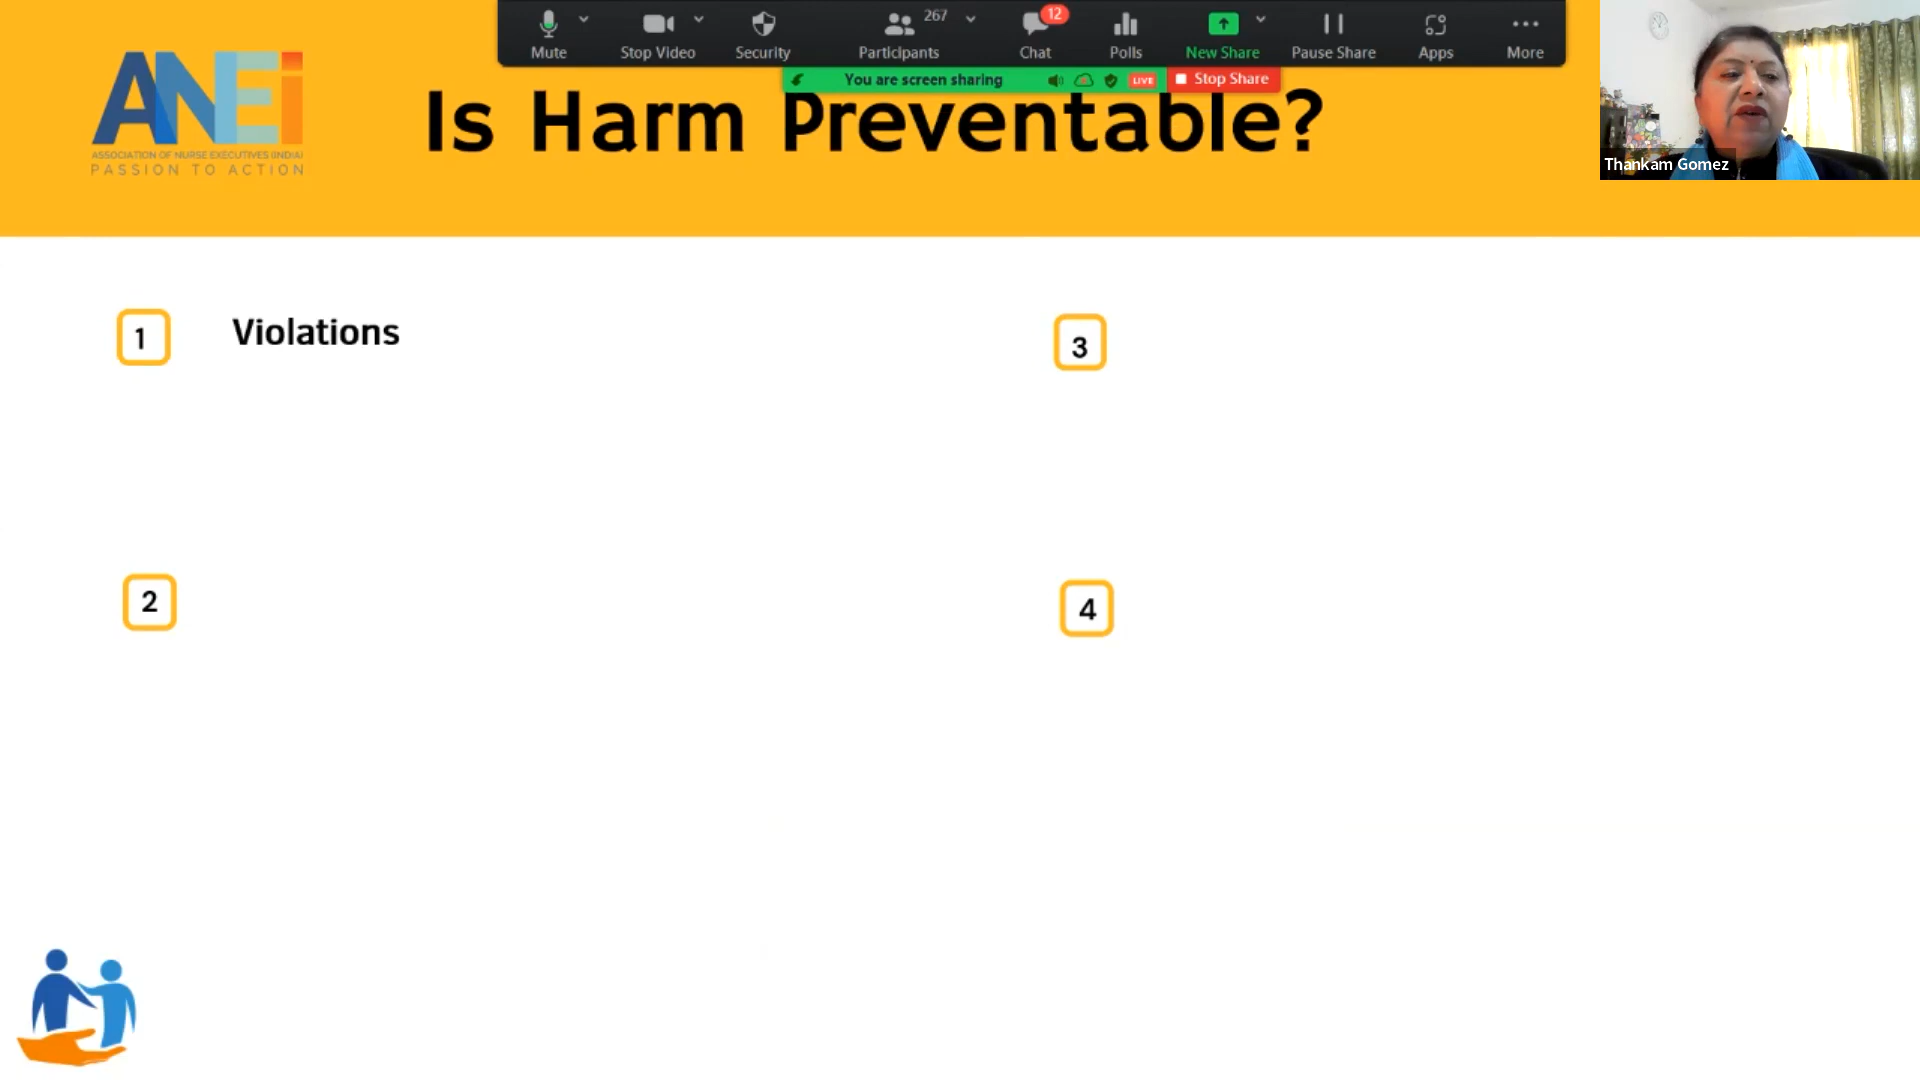 Mute
Stop Video
Security
267
Participants
12
Chat
Polls
New Share
Pause Share
Apps
More
You are screen sharing
LIVE
Stop Share
ANEi
ASSOCIATION OF NURSE EXECUTIVES (INDIA)
PASSION TO ACTION
Is Harm Preventable?
Thankam Gomez
1
Violations
3
2
4